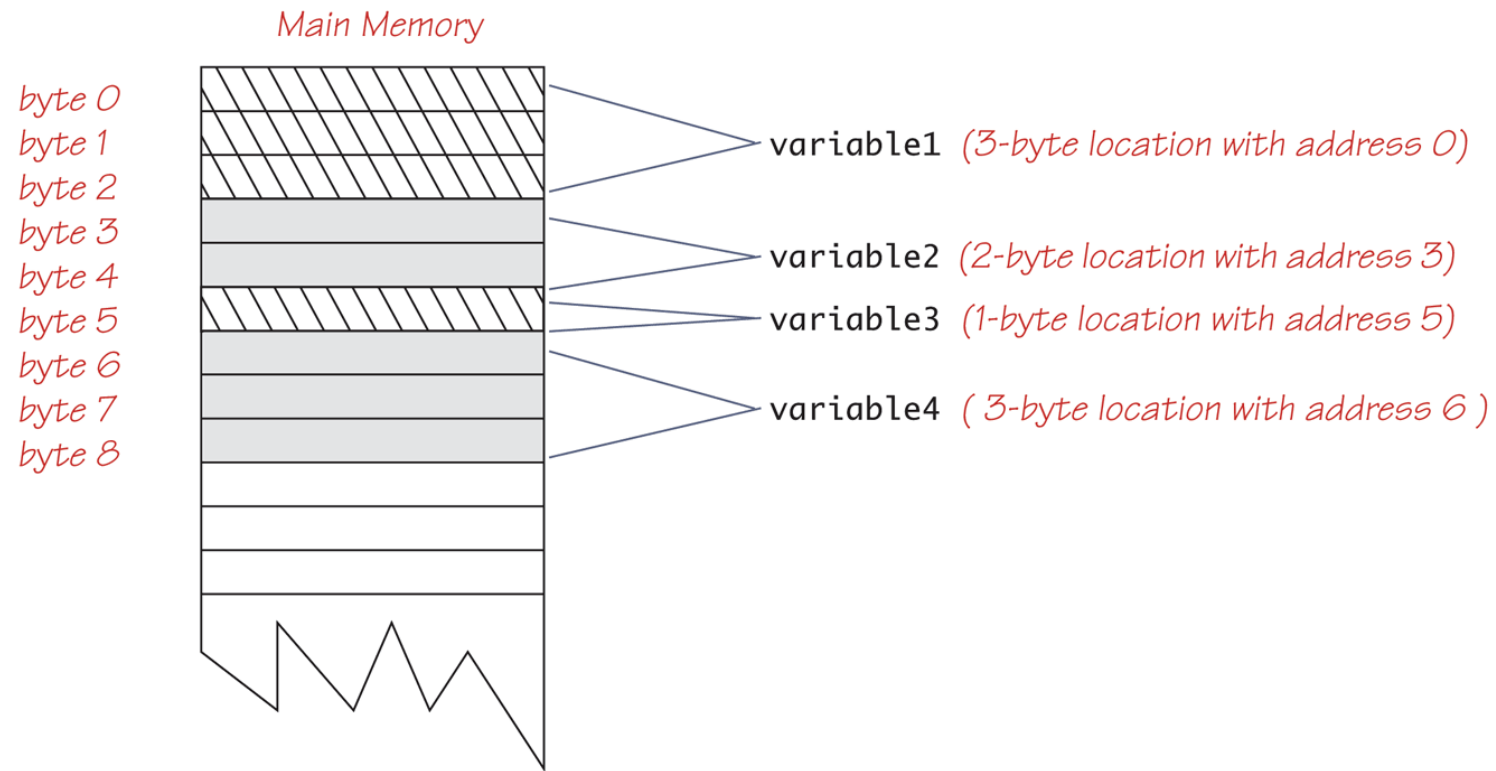 Main Memory
byte 0
byte 1
byte 2
byte 3
byte 4
byte 5
byte 6
byte 7
byte 8
variable1 (3-byte location with address 0)
variable2 (2-byte location with address 3)
variable3 (1-byte location with address 5)
variable4 ( 3-byte location with address 6 )